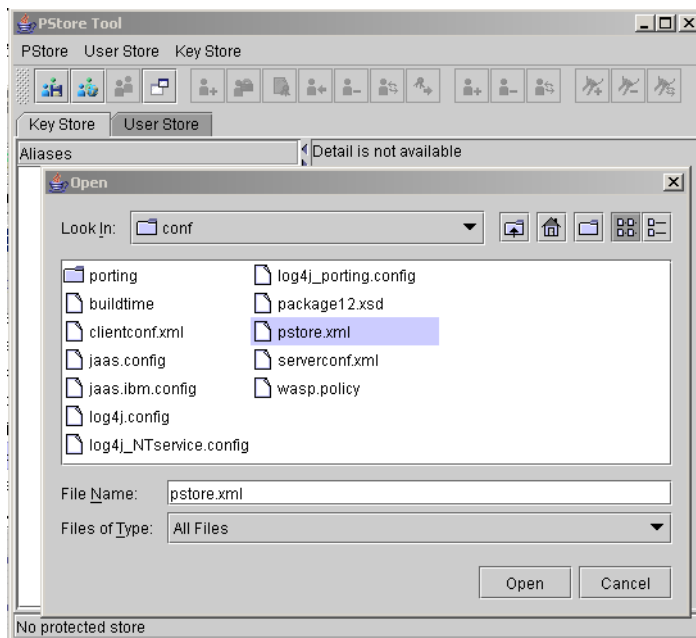 PStore Tool
PStore User Store Key Store
Key Store User Store
Aliases Detail is not available
Open
Look In: conf
porting log4j_porting.config
buildtime package12.xsd
clientconf.xml pstore.xml
jaas.config serverconf.xml
jaas.ibm.config wasp.policy
log4j.config
log4j_NTservice.config
File Name: pstore.xml
Files of Type: All Files
Open Cancel
No protected store